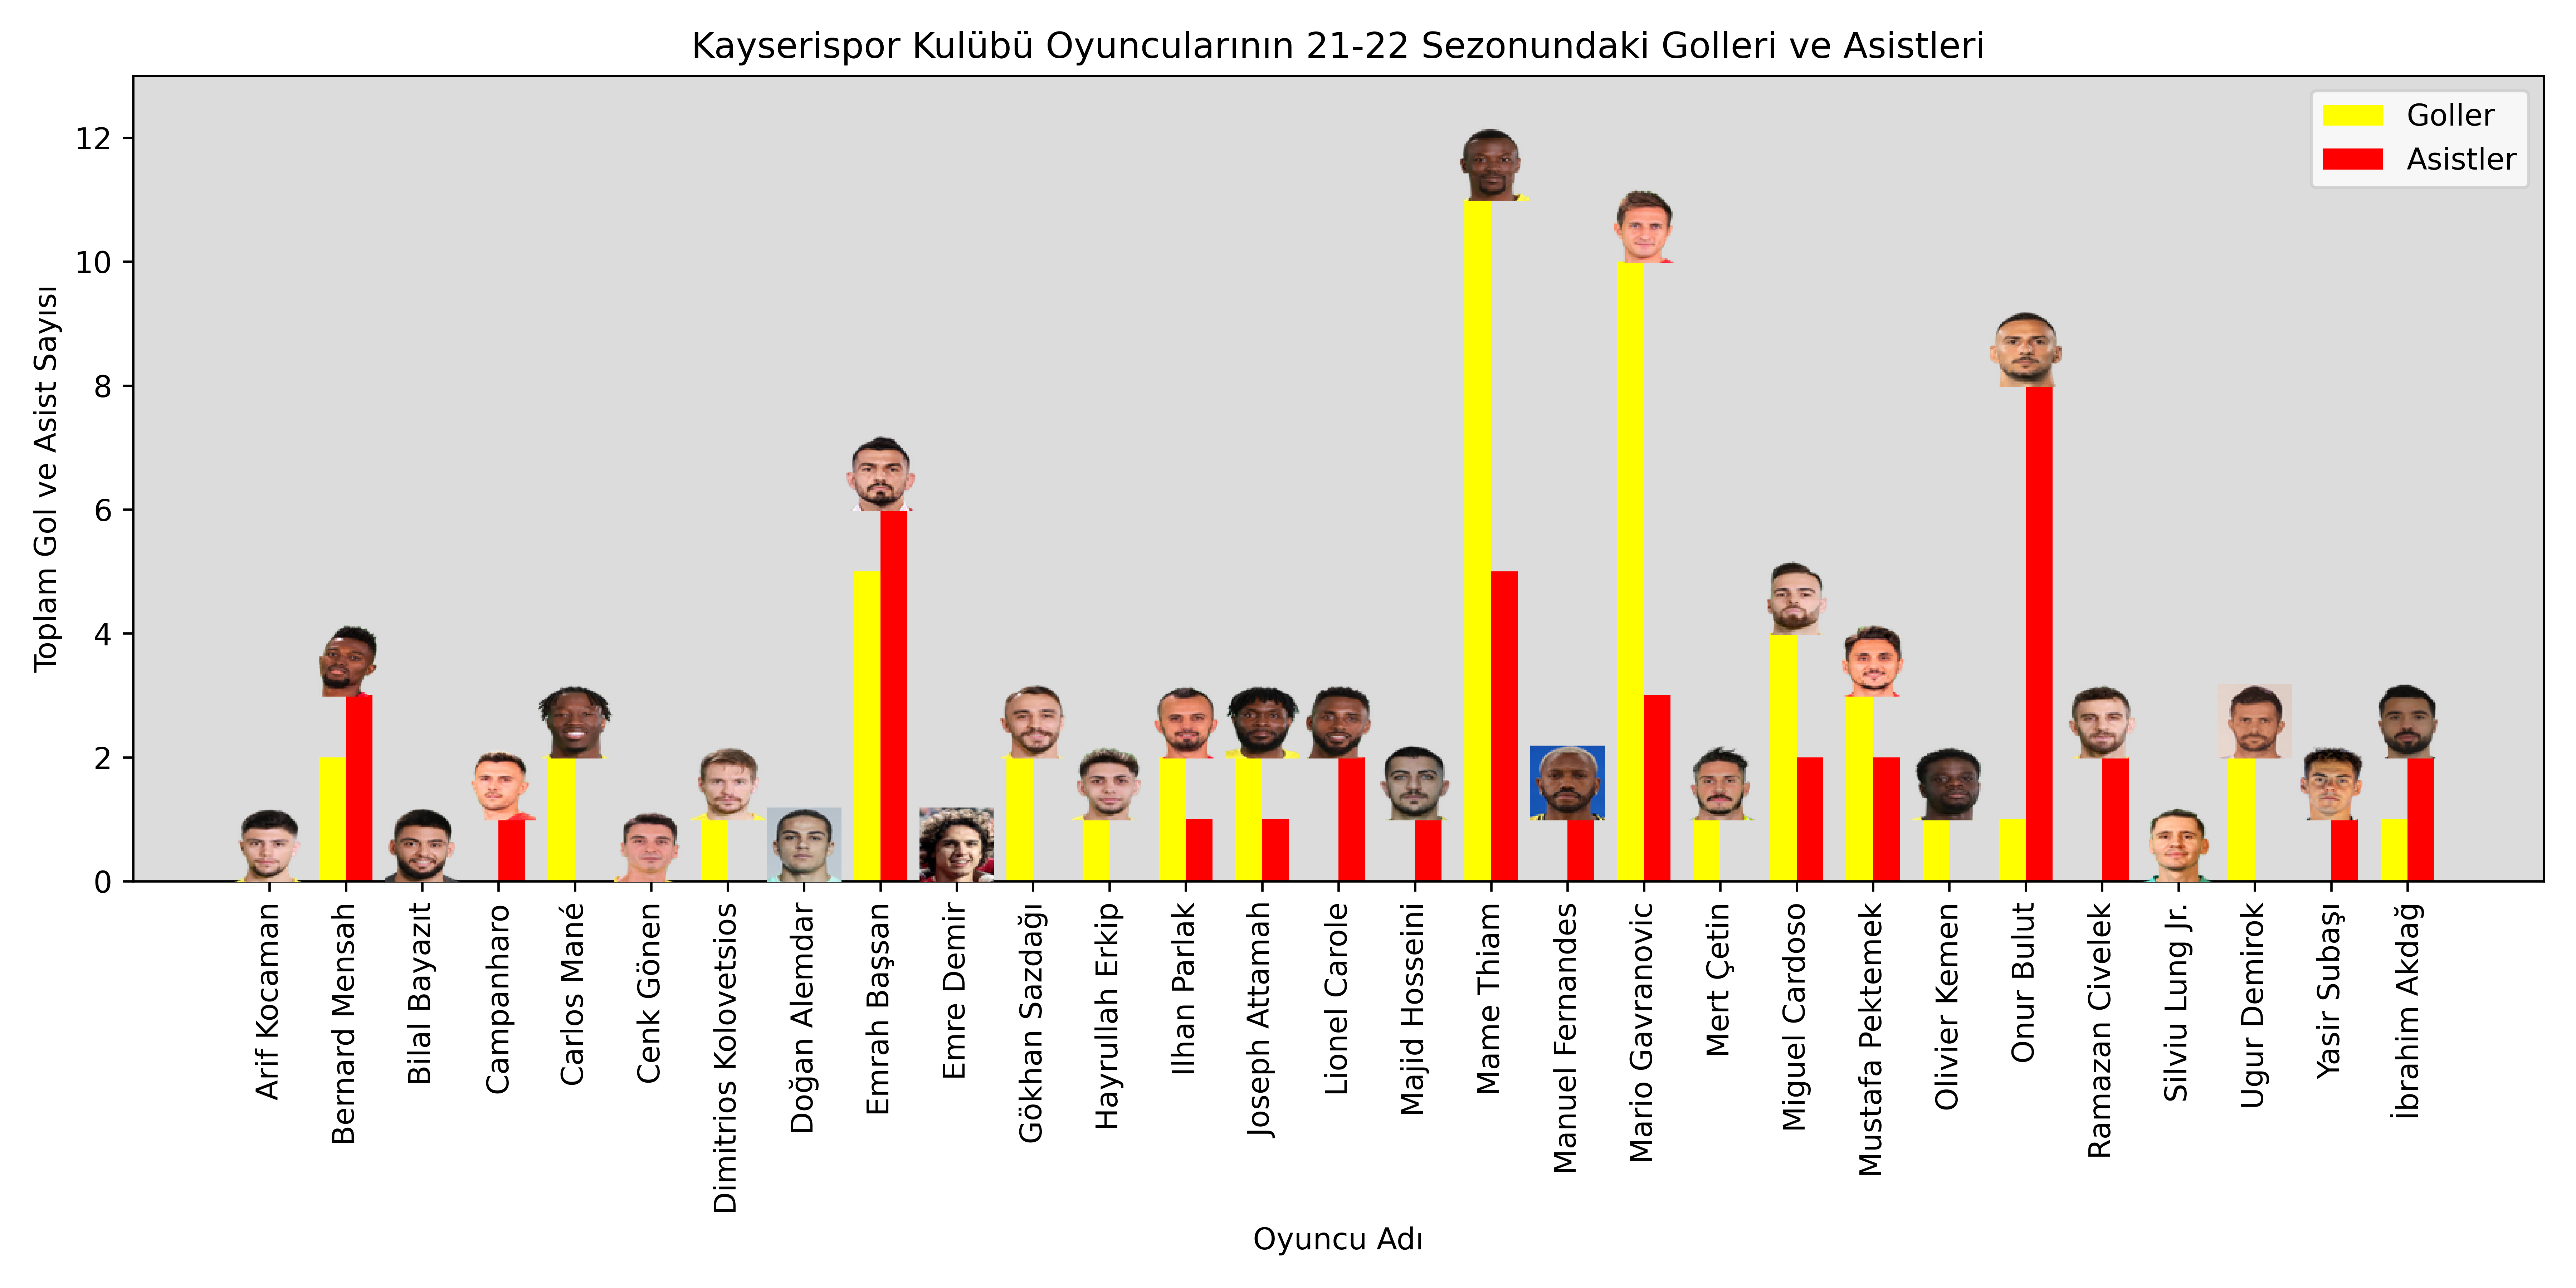 Kayserispor Kulübü Oyuncularının 21-22 Sezonundaki Golleri ve Asistleri
Goller
Asistler
Toplam Gol ve Asist Sayısı
12
10
8
6
4
2
0
Arif Kocaman
Bernard Mensah
Bilal Bayazıt
Campanharo
Carlos Mané
Cenk Gönen
Dimitrios Kolovetsios
Doğan Alemdar
Emrah Başsan
Emre Demir
Gökhan Sazdağı
Hayrullah Erkip
Ilhan Parlak
Joseph Attamah
Lionel Carole
Majid Hosseini
Mame Thiam
Manuel Fernandes
Mario Gavranovic
Mert Çetin
Miguel Cardoso
Mustafa Pektemek
Olivier Kemen
Onur Bulut
Ramazan Civelek
Silviu Lung Jr.
Ugur Demirok
Yasir Subaşı
İbrahim Akdağ
Oyuncu Adı